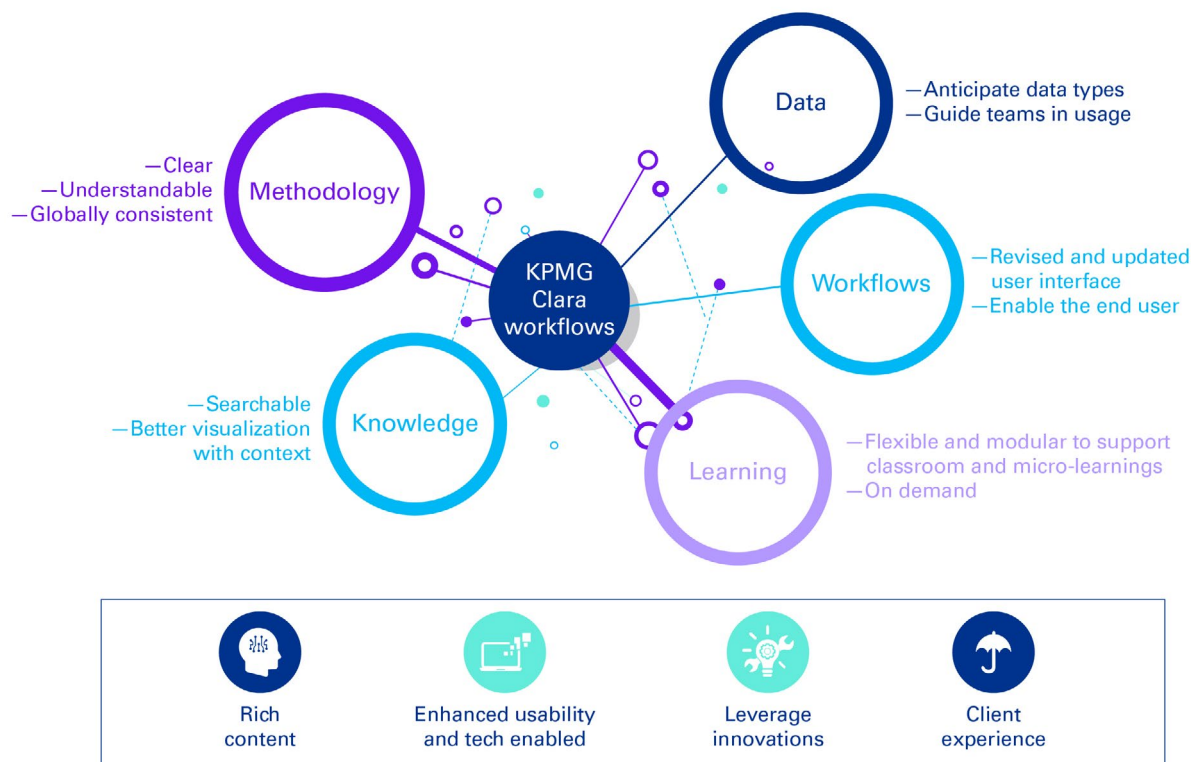 Data
—Anticipate data types
—Guide teams in usage
—Clear
—Understandable
—Globally consistent
Methodology
KPMG
Clara
workflows
Workflows
—Revised and updated
user interface
—Enable the end user
—Searchable
—Better visualization
with context
Knowledge
Learning
—Flexible and modular to support
classroom and micro-learnings
—On demand
Rich
content
Enhanced usability
and tech enabled
Leverage
innovations
Client
experience